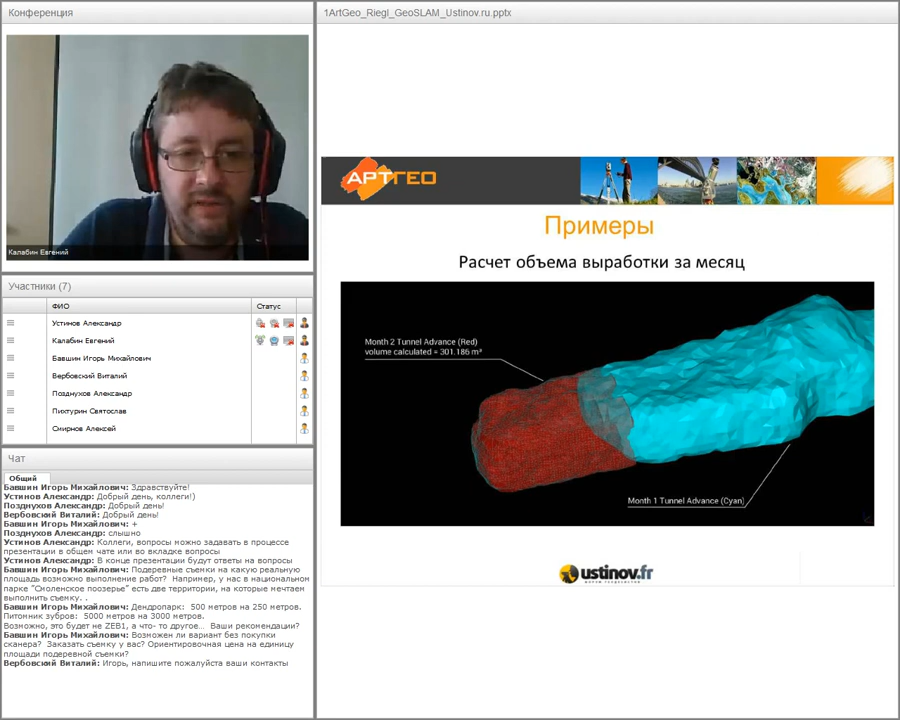 Конференция
Калабин Евгений
Участники (7)
ФИО Статус
Устинов Александр
Калабин Евгений
Бавшин Игорь Михайлович
Вербовский Виталий
Позднухов Александр
Пихтурин Святослав
Смирнов Алексей
Чат
Общий
Бавшин Игорь Михайлович: Здравствуйте!
Устинов Александр: Добрый день, коллеги!)
Позднухов Александр: Добрый день!
Вербовский Виталий: Добрый день!
Бавшин Игорь Михайлович: +
Позднухов Александр: слышно
Устинов Александр: Коллеги, вопросы можно задавать в процессе
презентации в общем чате или во вкладке вопросы
Устинов Александр: В конце презентации будут ответы на вопросы
Бавшин Игорь Михайлович: Подеревные съемки на какую реальную
площадь возможно выполнение работ? Например, у нас в национальном
парке "Смоленское поозерье" есть две территории, на которые мечтаем
выполнить съемку. .
Бавшин Игорь Михайлович: Дендропарк: 500 метров на 250 метров.
Питомник зубров: 5000 метров на 3000 метров.
Возможно, это будет не ZEB1, а что- то другое... Ваши рекомендации?
Бавшин Игорь Михайлович: Возможен ли вариант без покупки
сканера? Заказать съемку у вас? Ориентировочная цена на единицу
площади подеревной съемки?
Вербовский Виталий: Игорь, напишите пожалуйста ваши контакты
1ArtGeo_Riegl_GeoSLAM_Ustinov.ru.pptx
АРТГЕО
Примеры
Расчет объема выработки за месяц
Month 2 Tunnel Advance (Red)
volume calculated = 301.186 m³
Month 1 Tunnel Advance (Cyan)
ustinov.fr